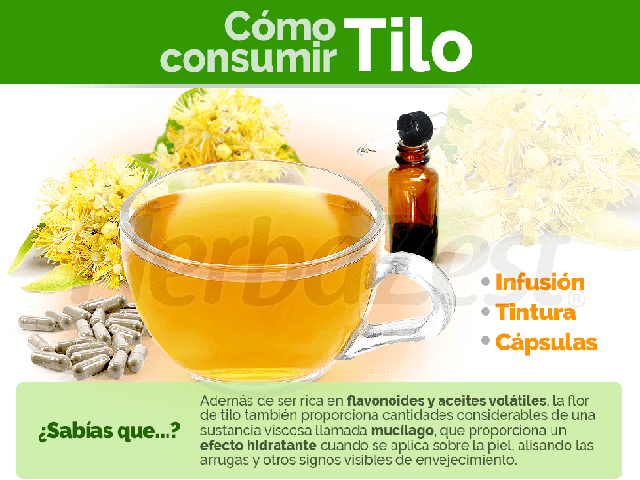 Cómo
consumir Tilo
HerbaZest®
• Infusión
• Tintura
• Cápsulas
¿Sabías que...?
Además de ser rica en flavonoides y aceites volátiles, la flor
de tilo también proporciona cantidades considerables de una
sustancia viscosa llamada mucílago, que proporciona un
efecto hidratante cuando se aplica sobre la piel, alisando las
arrugas y otros signos visibles de envejecimiento.